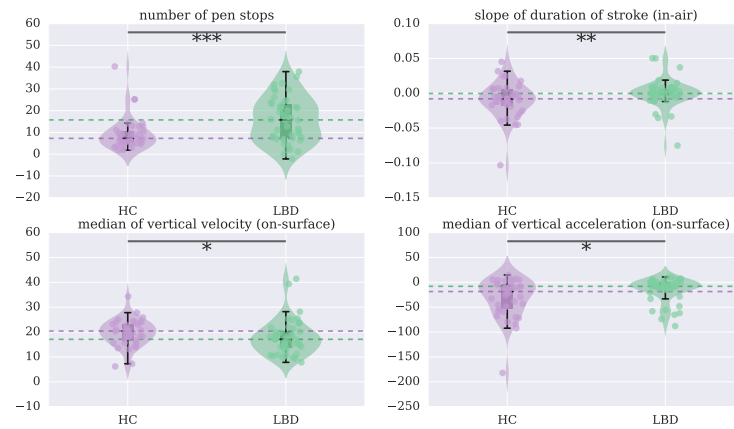 number of pen stops
60
50
40
30
20
10
0
−10
−20
HC
LBD
***
slope of duration of stroke (in-air)
0.10
0.05
0.00
−0.05
−0.10
−0.15
HC
LBD
**
median of vertical velocity (on-surface)
60
50
40
30
20
10
0
−10
HC
LBD
*
median of vertical acceleration (on-surface)
100
50
0
−50
−100
−150
−200
−250
HC
LBD
*